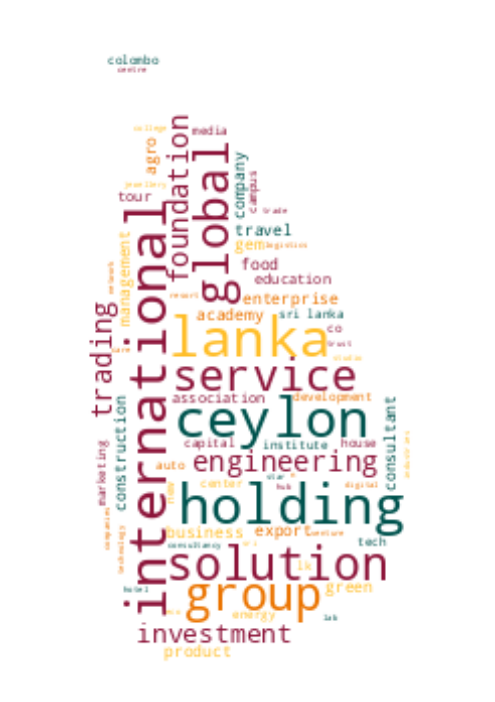 colombo
centre
college
media
foundation
global
agro
company
campus
jewellery
tour
trade
international
travel
management
gem
logistics
food
network
education
resort
enterprise
trading
academy
sri lanka
lanka
co
trust
care
studio
service
association
development
construction
ceylon
consultant
capital
institute
house
marketing
engineering
auto
star
new
center
hub
digital
holding
companies
technology
business
export
venture
consultancy
tech
solution
lk
hotel
group
green
energy
lab
investment
product